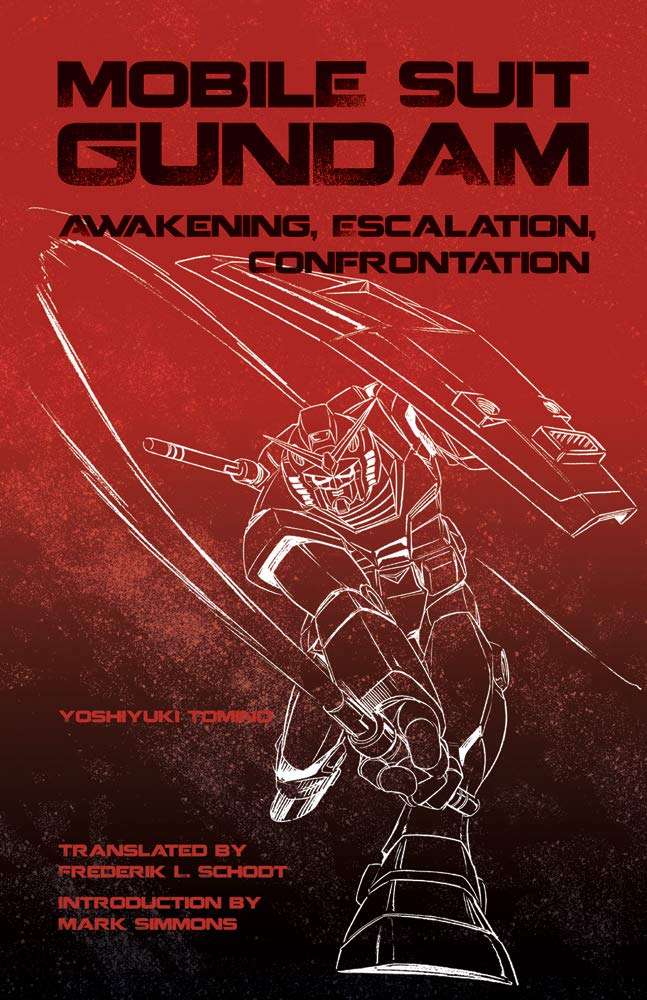 MOBILE SUIT
GUNDAM
AWAKENING, ESCALATION,
CONFRONTATION
YOSHIYUKI TOMINO
TRANSLATED BY
FREDERIK L. SCHODT
INTRODUCTION BY
MARK SIMMONS